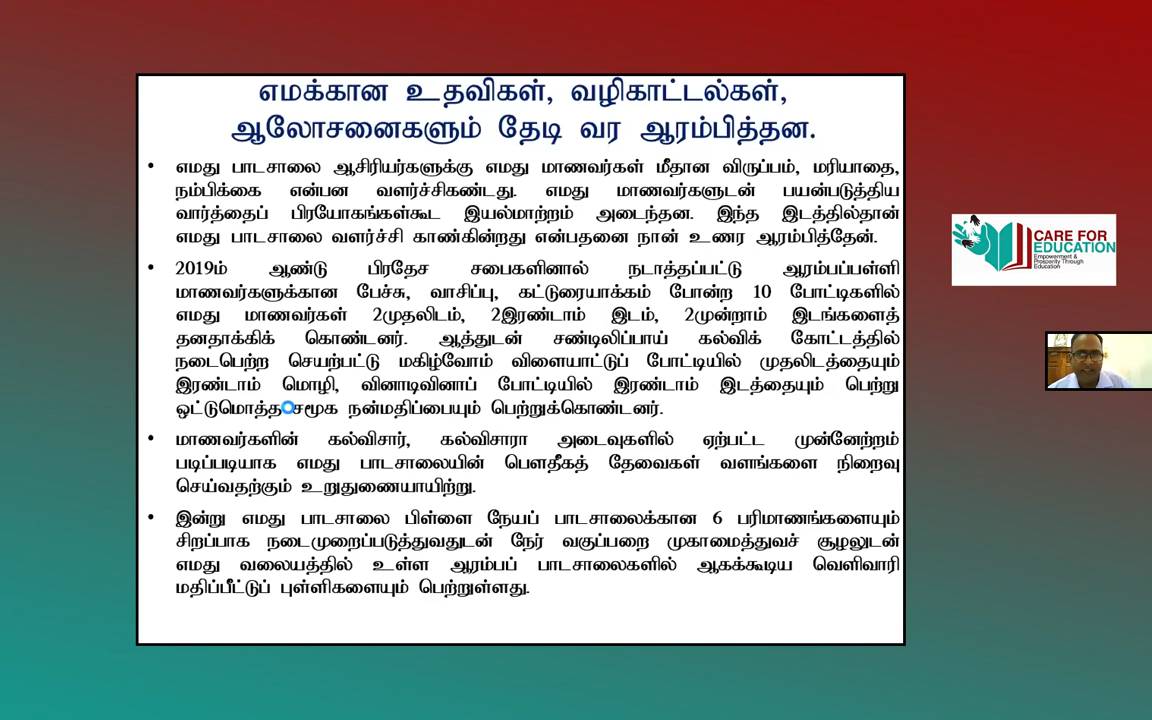 எமக்கான உதவிகள், வழிகாட்டல்கள்,
ஆலோசனைகளும் தேடி வர ஆரம்பித்தன.
• எமது பாடசாலை ஆசிரியர்களுக்கு எமது மாணவர்கள் மீதான விருப்பம், மரியாதை,
நம்பிக்கை என்பன வளர்ச்சிகண்டது. எமது மாணவர்களுடன் பயன்படுத்திய
வார்த்தைப் பிரயோகங்கள்கூட இயல்மாற்றம் அடைந்தன. இந்த இடத்தில்தான்
எமது பாடசாலை வளர்ச்சி காண்கின்றது என்பதனை நான் உணர ஆரம்பித்தேன்.
• 2019ம் ஆண்டு பிரதேச சபைகளினால் நடாத்தப்பட்டு ஆரம்பப்பள்ளி
மாணவர்களுக்கான பேச்சு, வாசிப்பு, கட்டுரையாக்கம் போன்ற 10 போட்டிகளில்
எமது மாணவர்கள் 2முதலிடம், 2இரண்டாம் இடம், 2முன்றாம் இடங்களைத்
தனதாக்கிக் கொண்டனர். ஆத்துடன் சண்டிலிப்பாய் கல்விக் கோட்டத்தில்
நடைபெற்ற செயற்பட்டு மகிழ்வோம் விளையாட்டுப் போட்டியில் முதலிடத்தையும்
இரண்டாம் மொழி, வினாடிவினாப் போட்டியில் இரண்டாம் இடத்தையும் பெற்று
ஒட்டுமொத்த சமூக நன்மதிப்பையும் பெற்றுக்கொண்டனர்.
• மாணவர்களின் கல்விசார், கல்விசாரா அடைவுகளில் ஏற்பட்ட முன்னேற்றம்
படிப்படியாக எமது பாடசாலையின் பௌதீகத் தேவைகள் வளங்களை நிறைவு
செய்வதற்கும் உறுதுணையாயிற்று.
• இன்று எமது பாடசாலை பிள்ளை நேயப் பாடசாலைக்கான 6 பரிமாணங்களையும்
சிறப்பாக நடைமுறைப்படுத்துவதுடன் நேர் வகுப்பறை முகாமைத்துவச் சூழலுடன்
எமது வலையத்தில் உள்ள ஆரம்பப் பாடசாலைகளில் ஆகக்கூடிய வெளிவாரி
மதிப்பீட்டுப் புள்ளிகளையும் பெற்றுள்ளது.
CARE FOR
EDUCATION
Empowerment &
Prosperity Through
Education